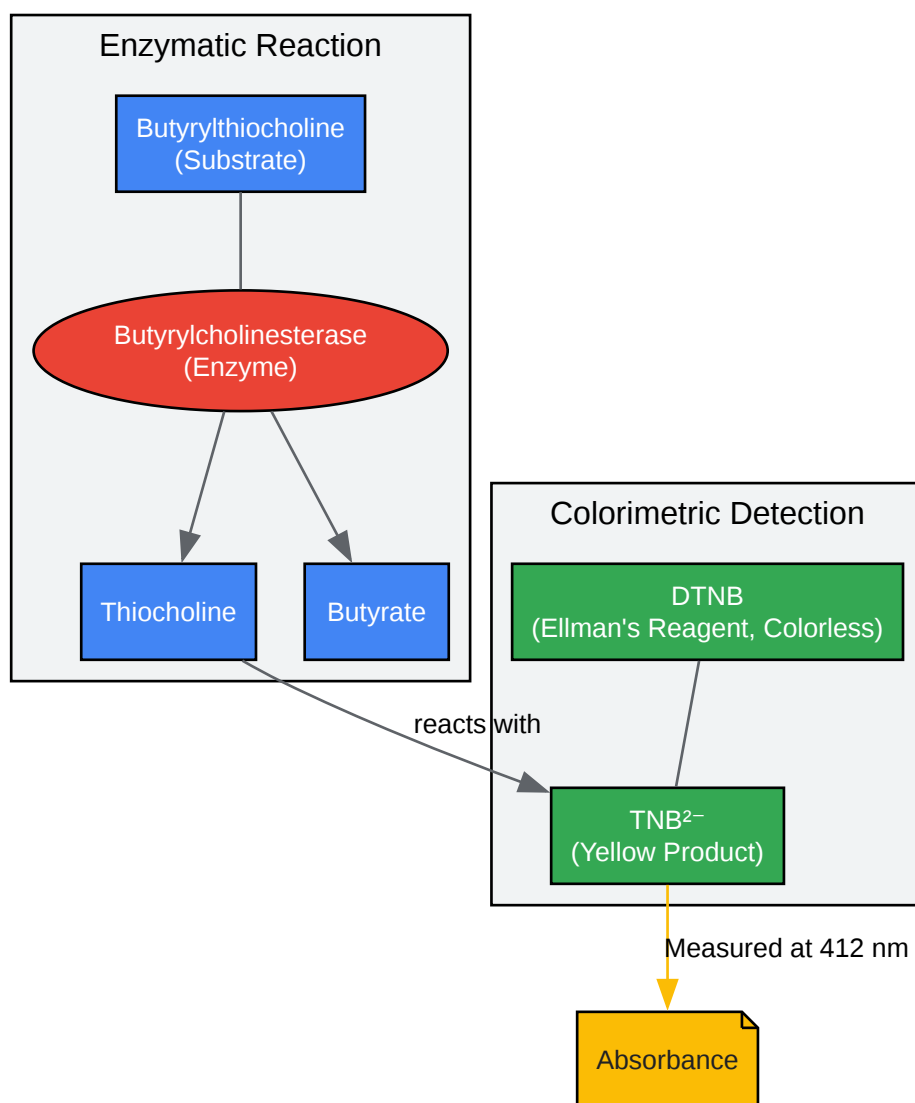 Enzymatic Reaction
Butyrylthiocholine
(Substrate)
Butyrylcholinesterase
(Enzyme)
Thiocholine
Butyrate
Colorimetric Detection
DTNB
(Ellman's Reagent, Colorless)
reacts with
TNB²⁻
(Yellow Product)
Measured at 412 nm
Absorbance